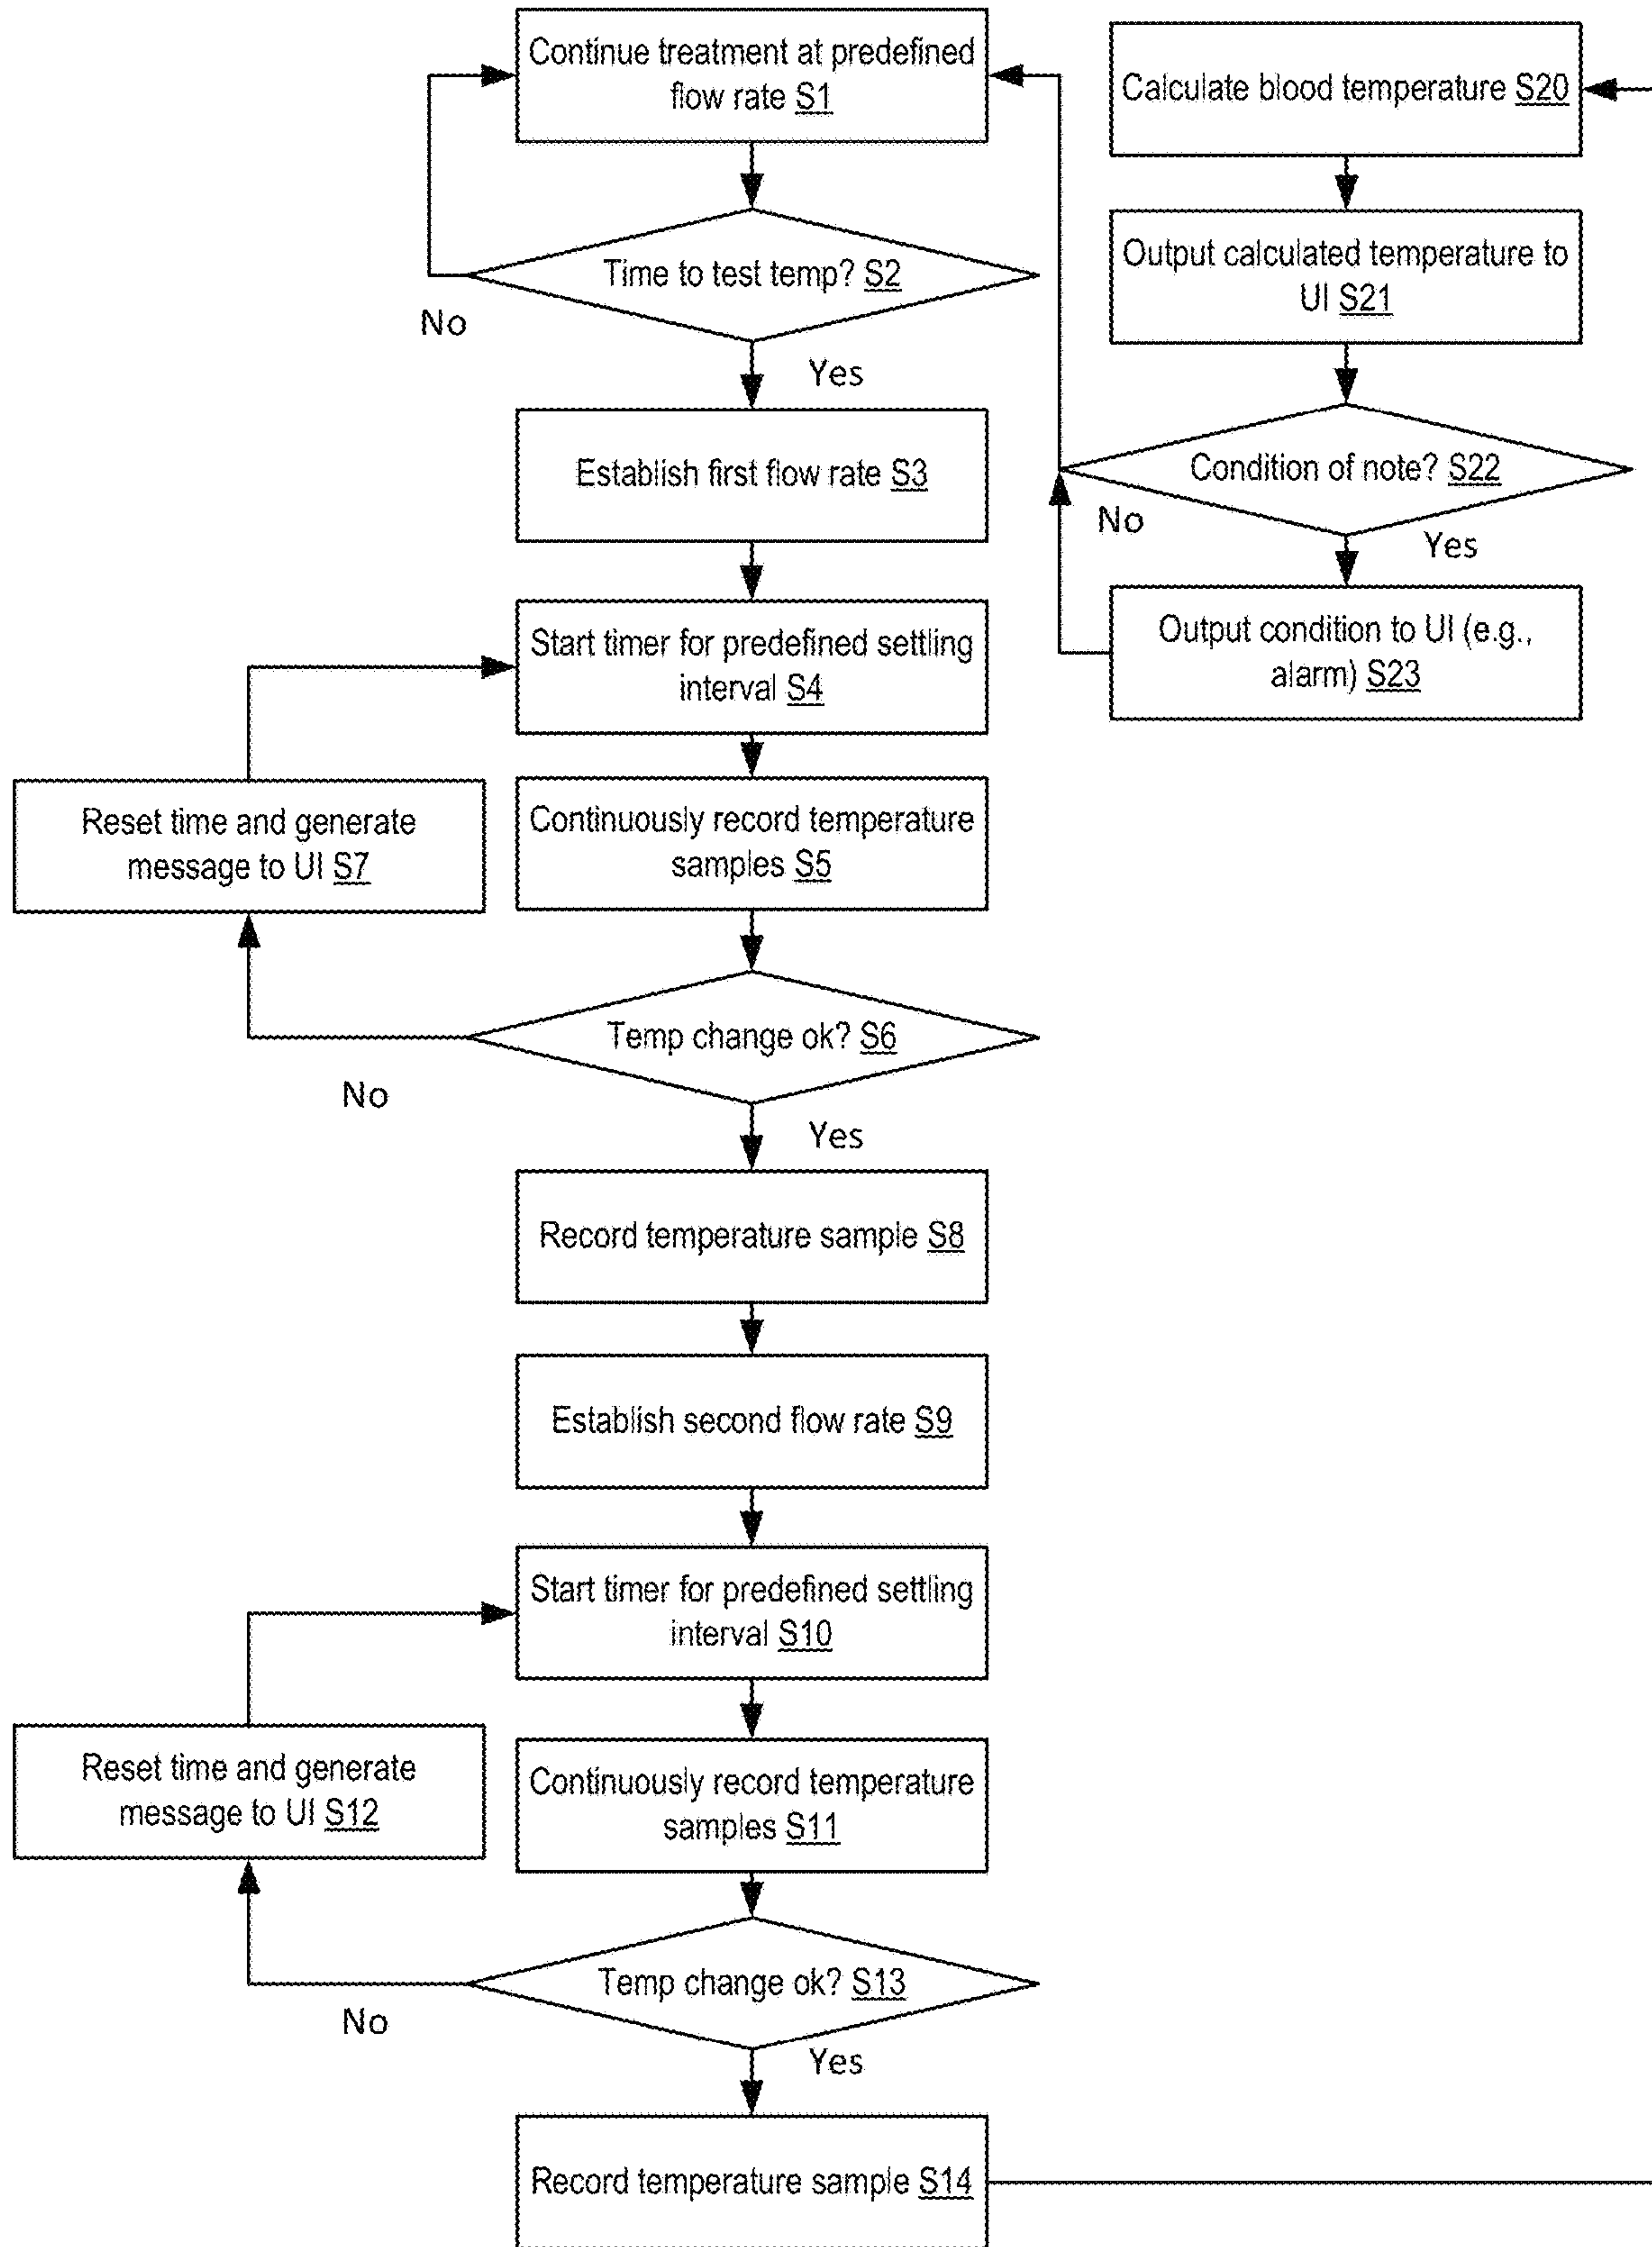 Continue treatment at predefined
flow rate S1
Time to test temp? S2
No
Yes
Establish first flow rate S3
Start timer for predefined settling
interval S4
Reset time and generate
message to UI S7
Continuously record temperature
samples S5
Temp change ok? S6
No
Yes
Record temperature sample S8
Establish second flow rate S9
Start timer for predefined settling
interval S10
Reset time and generate
message to UI S12
Continuously record temperature
samples S11
Temp change ok? S13
No
Yes
Record temperature sample S14
Calculate blood temperature S20
Output calculated temperature to
UI S21
Condition of note? S22
No
Yes
Output condition to UI (e.g.,
alarm) S23